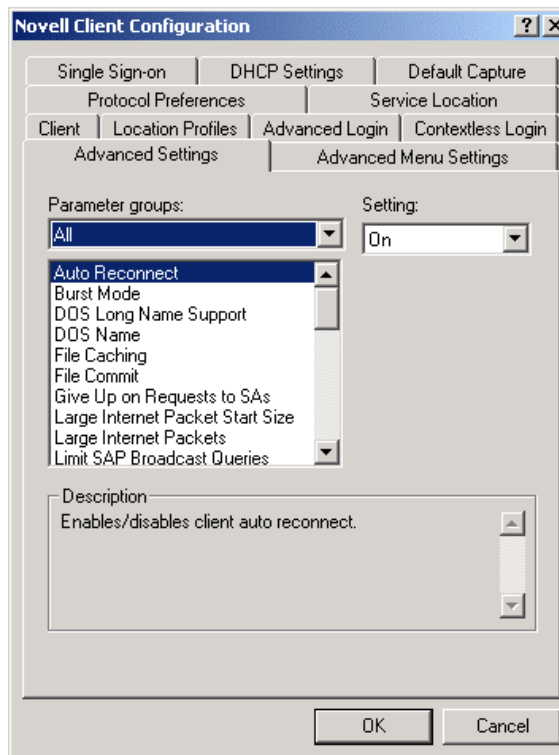 Novell Client Configuration
Single Sign-on DHCP Settings Default Capture
Protocol Preferences Service Location
Client Location Profiles Advanced Login Contextless Login
Advanced Settings Advanced Menu Settings
Parameter groups: Setting:
All On
Auto Reconnect
Burst Mode
DOS Long Name Support
DOS Name
File Caching
File Commit
Give Up on Requests to SAs
Large Internet Packet Start Size
Large Internet Packets
Limit SAP Broadcast Queries
Description
Enables/disables client auto reconnect.
OK Cancel